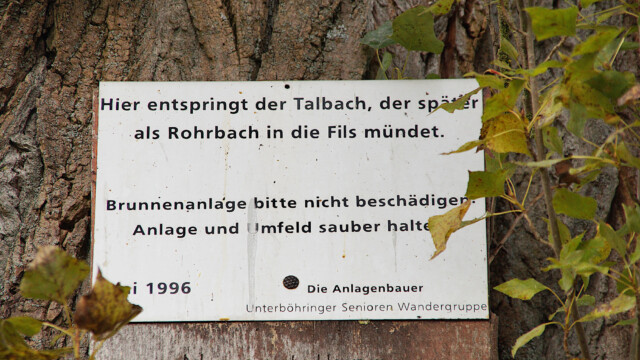 Hier entspringt der Talbach, der später
als Rohrbach in die Fils mündet.
Brunnenanlage bitte nicht beschädigen.
Anlage und Umfeld sauber halte
1996
Die Anlagenbauer
Unterböhringer Senioren Wandergruppe